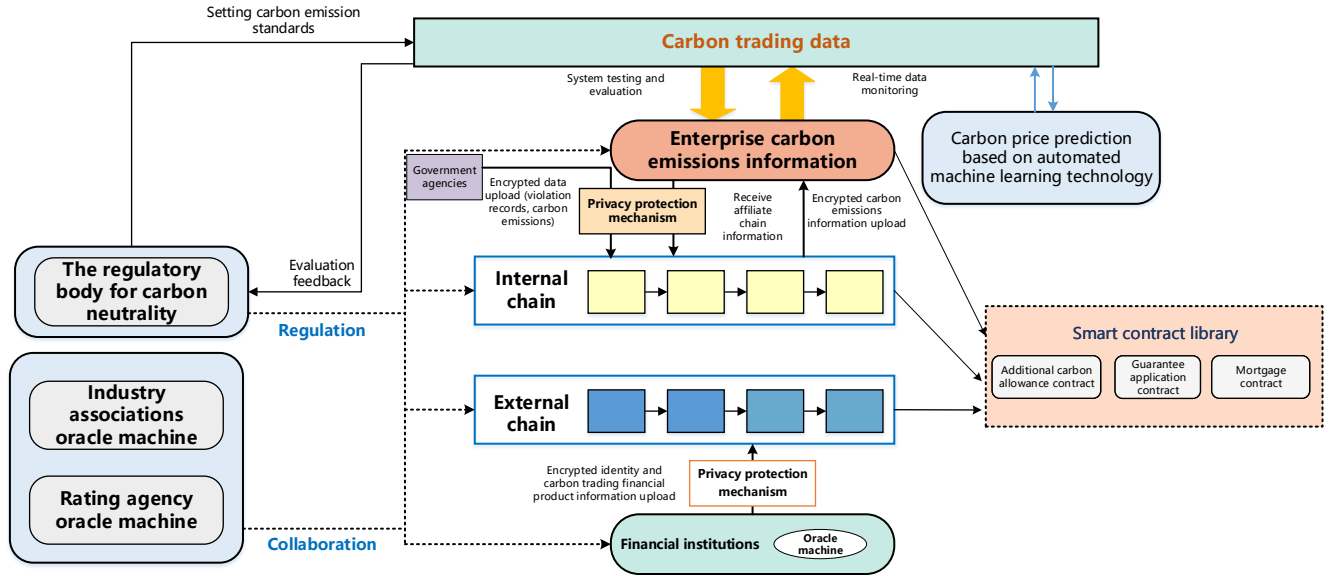 Setting carbon emission
standards
Carbon trading data
System testing and
evaluation
Real-time data
monitoring
Enterprise carbon
emissions information
Carbon price prediction
based on automated
machine learning technology
Government
agencies
Encrypted data
upload (violation
records, carbon
emissions)
Privacy protection
mechanism
Receive
affiliate
chain
information
Encrypted carbon
emissions
information upload
The regulatory
body for carbon
neutrality
Evaluation
feedback
Regulation
Internal
chain
Smart contract library
Additional carbon
allowance contract
Guarantee
application
contract
Mortgage
contract
Industry
associations
oracle machine
Rating agency
oracle machine
External
chain
Encrypted identity and
carbon trading financial
product information upload
Privacy protection
mechanism
Collaboration
Financial institutions
Oracle
machine